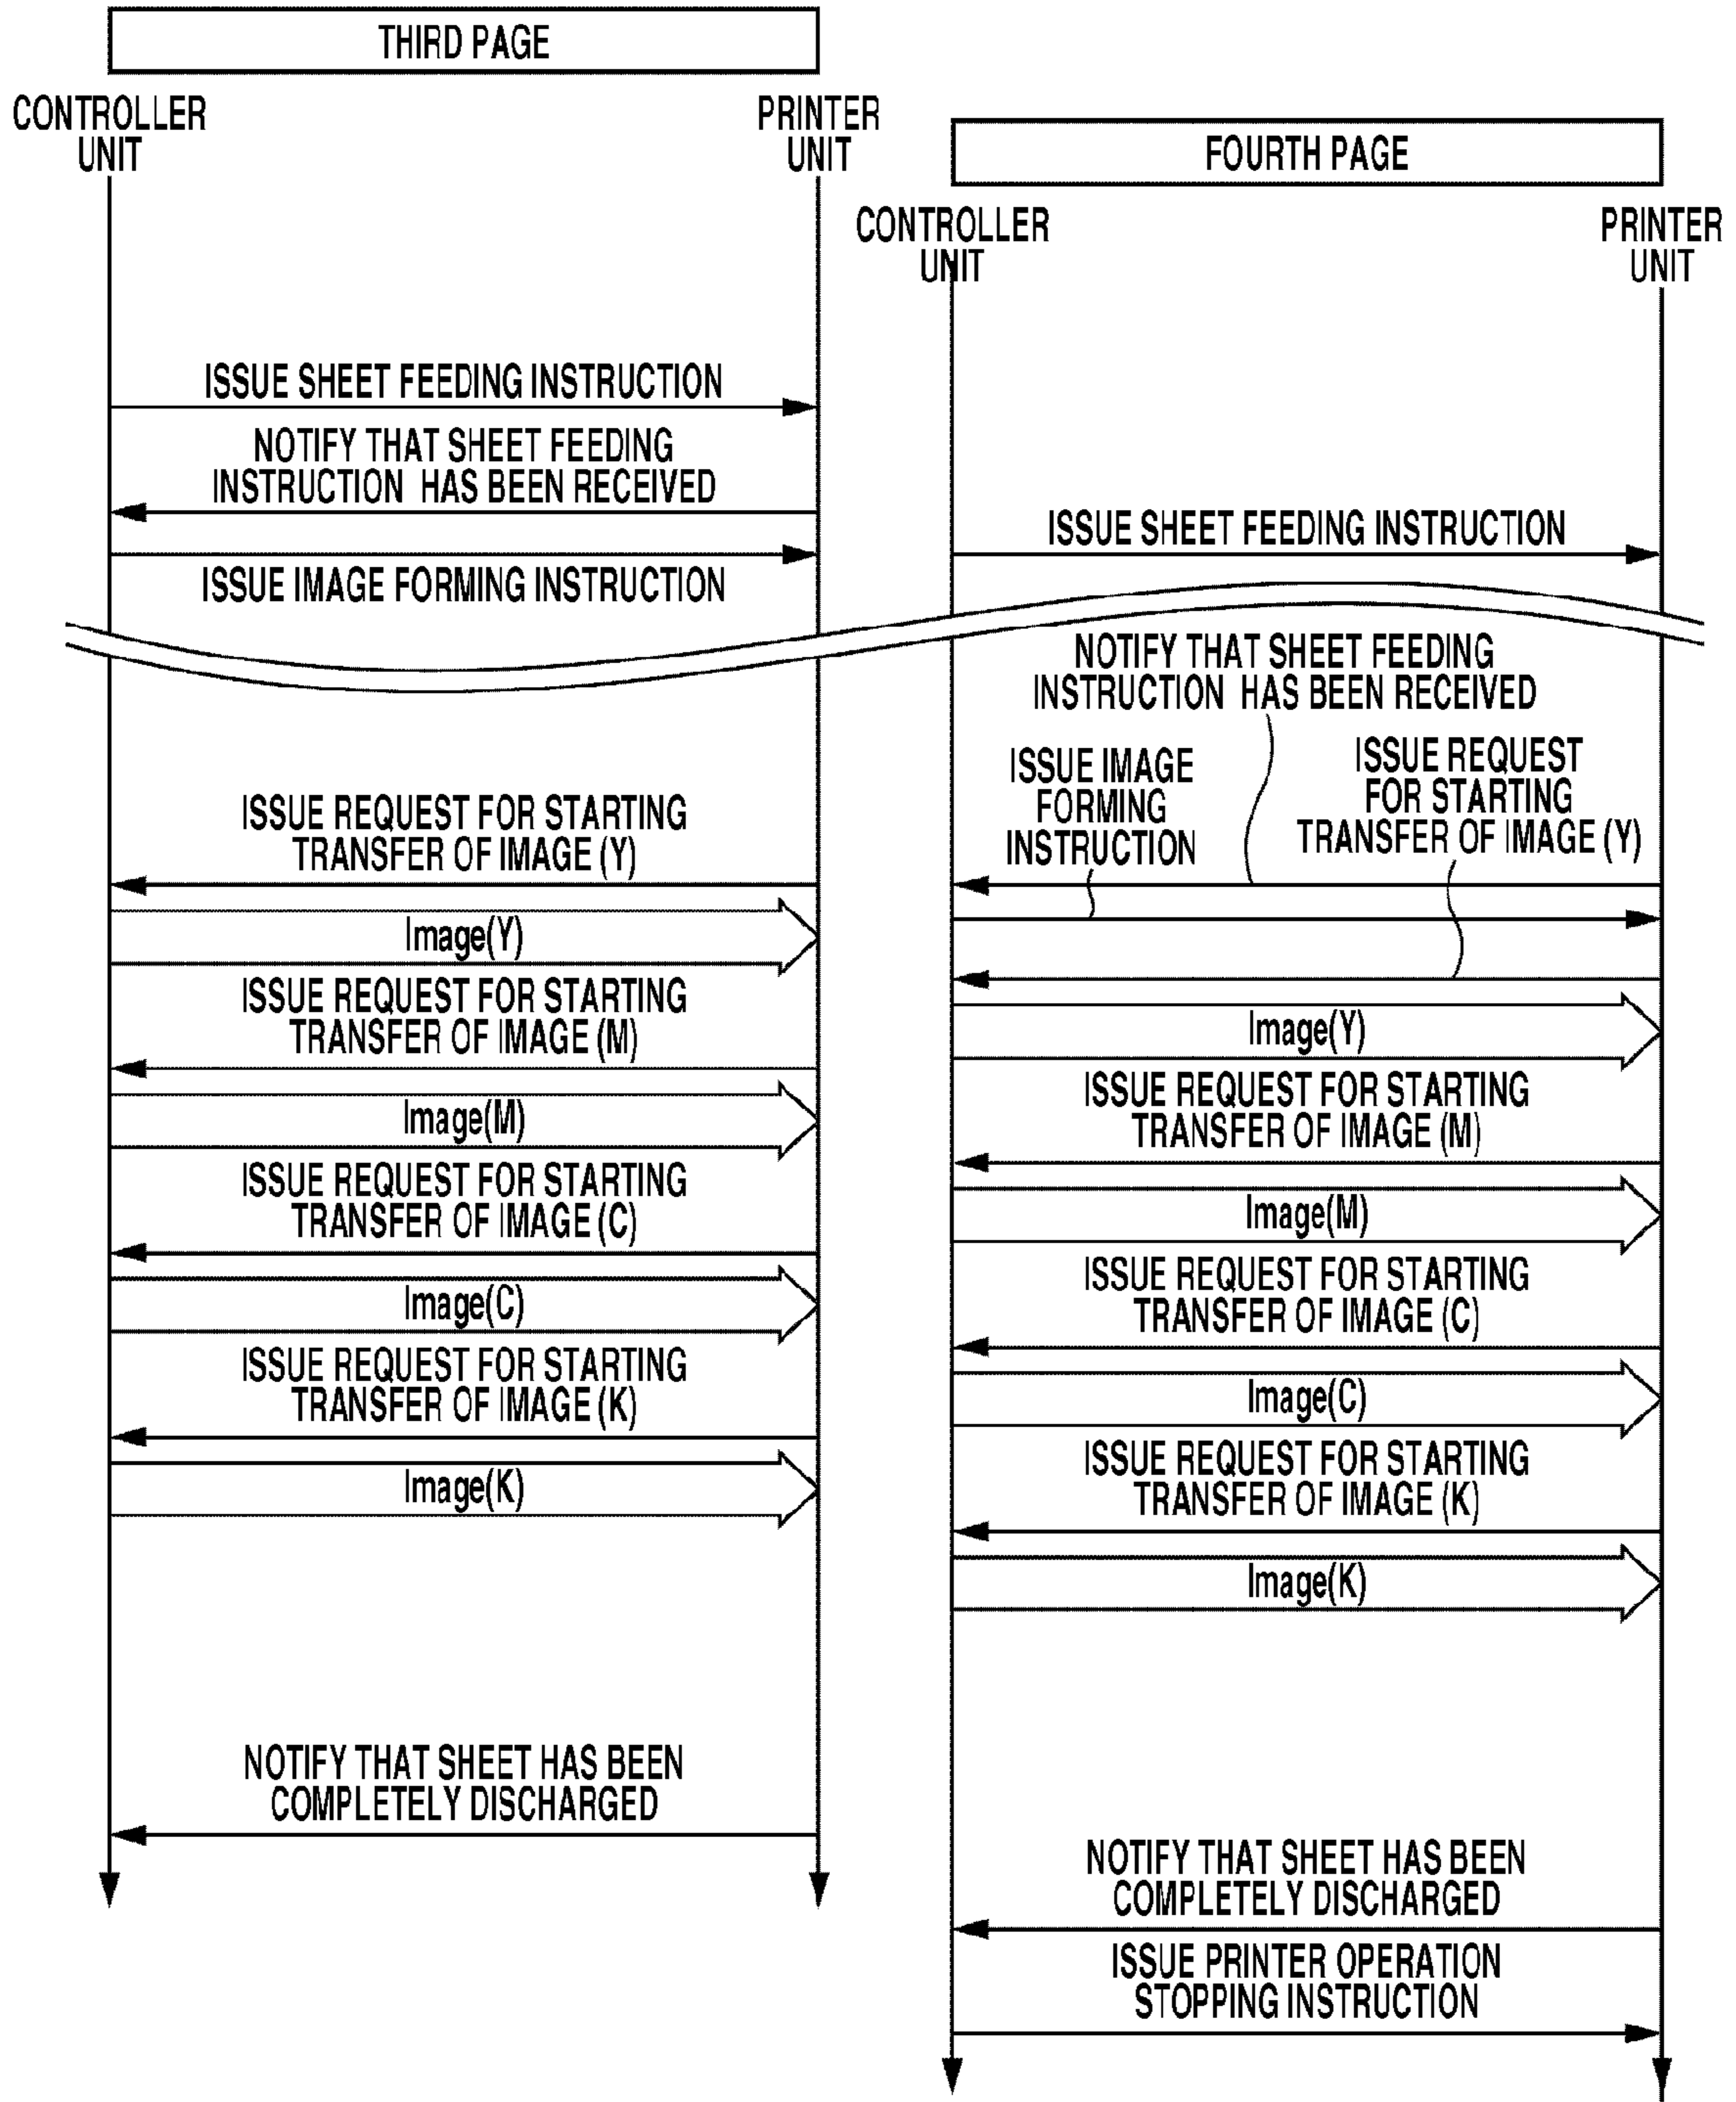 THIRD PAGE
CONTROLLER
UNIT
PRINTER
UNIT
ISSUE SHEET FEEDING INSTRUCTION
NOTIFY THAT SHEET FEEDING
INSTRUCTION HAS BEEN RECEIVED
ISSUE IMAGE FORMING INSTRUCTION
ISSUE REQUEST FOR STARTING
TRANSFER OF IMAGE (Y)
Image(Y)
ISSUE REQUEST FOR STARTING
TRANSFER OF IMAGE (M)
Image(M)
ISSUE REQUEST FOR STARTING
TRANSFER OF IMAGE (C)
Image(C)
ISSUE REQUEST FOR STARTING
TRANSFER OF IMAGE (K)
Image(K)
NOTIFY THAT SHEET HAS BEEN
COMPLETELY DISCHARGED
FOURTH PAGE
CONTROLLER
UNIT
PRINTER
UNIT
ISSUE SHEET FEEDING INSTRUCTION
NOTIFY THAT SHEET FEEDING
INSTRUCTION HAS BEEN RECEIVED
ISSUE IMAGE
FORMING
INSTRUCTION
ISSUE REQUEST
FOR STARTING
TRANSFER OF IMAGE (Y)
Image(Y)
ISSUE REQUEST FOR STARTING
TRANSFER OF IMAGE (M)
Image(M)
ISSUE REQUEST FOR STARTING
TRANSFER OF IMAGE (C)
Image(C)
ISSUE REQUEST FOR STARTING
TRANSFER OF IMAGE (K)
Image(K)
NOTIFY THAT SHEET HAS BEEN
COMPLETELY DISCHARGED
ISSUE PRINTER OPERATION
STOPPING INSTRUCTION